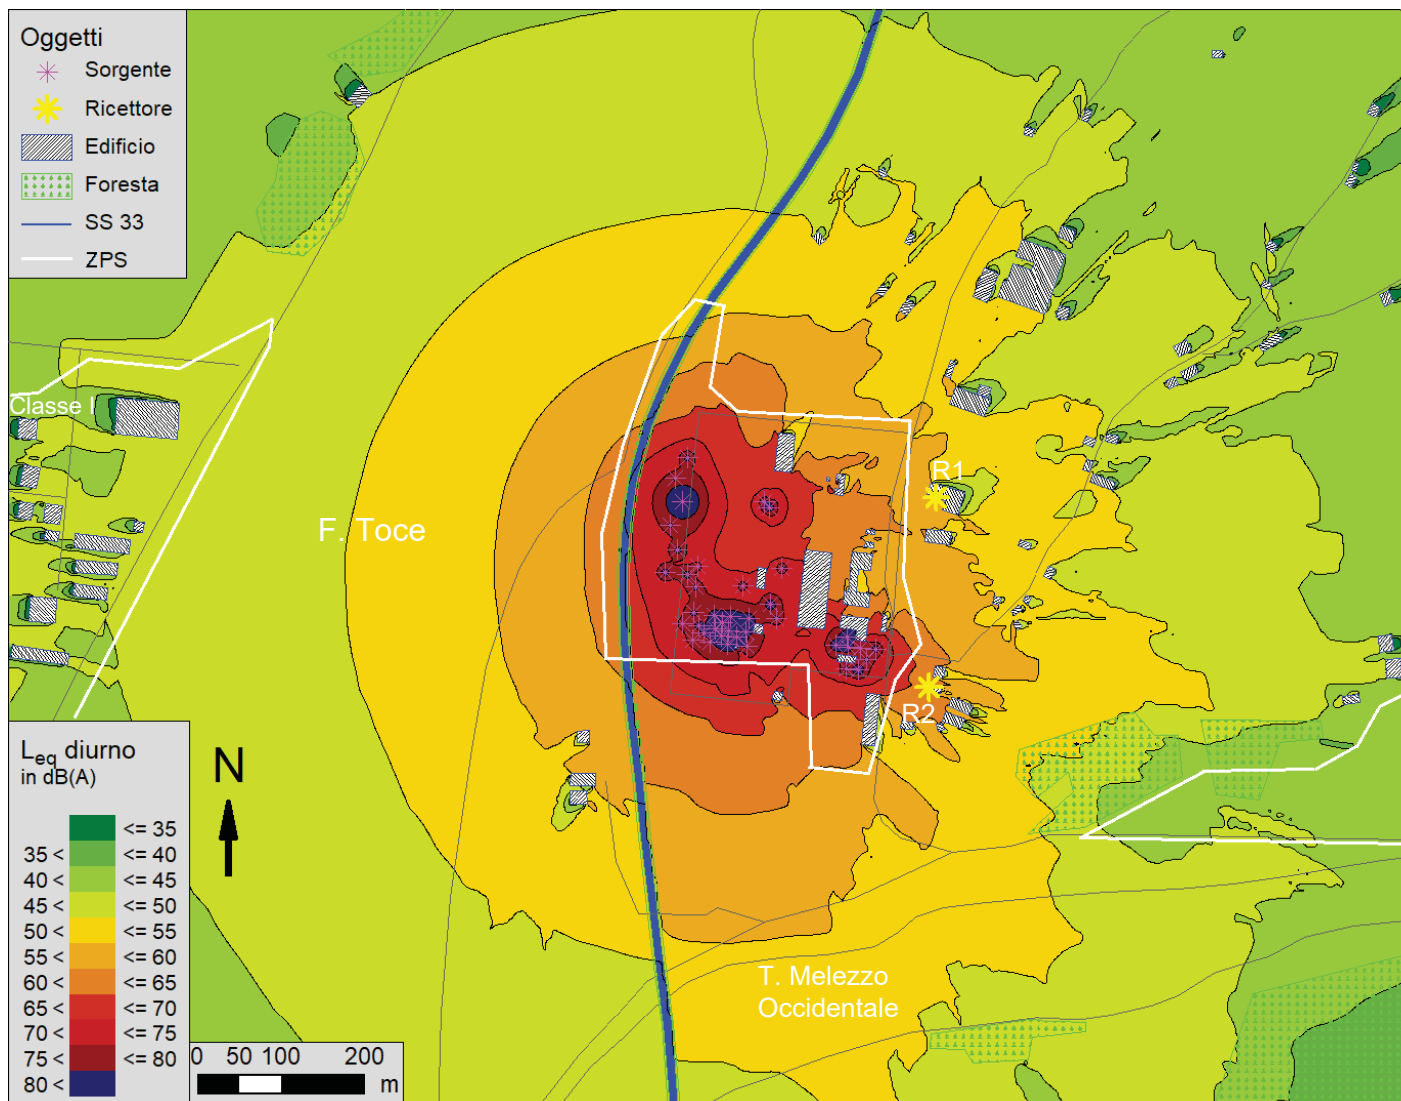 Oggetti
Sorgente
Ricettore
Edificio
Foresta
SS 33
ZPS
Classe I
F. Toce
R1
R2
T. Melezzo
Occidentale
N
Leq diurno
in dB(A)
<= 35
35 < <= 40
40 < <= 45
45 < <= 50
50 < <= 55
55 < <= 60
60 < <= 65
65 < <= 70
70 < <= 75
75 < <= 80
80 <
0 50 100 200
m